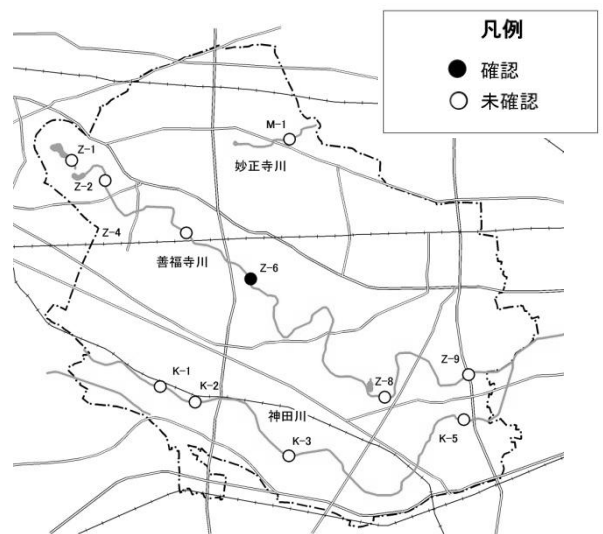 凡例
確認
未確認
M-1
妙正寺川
Z-1
Z-2
Z-4
善福寺川
Z-6
Z-8
Z-9
K-1
K-2
神田川
K-3
K-5